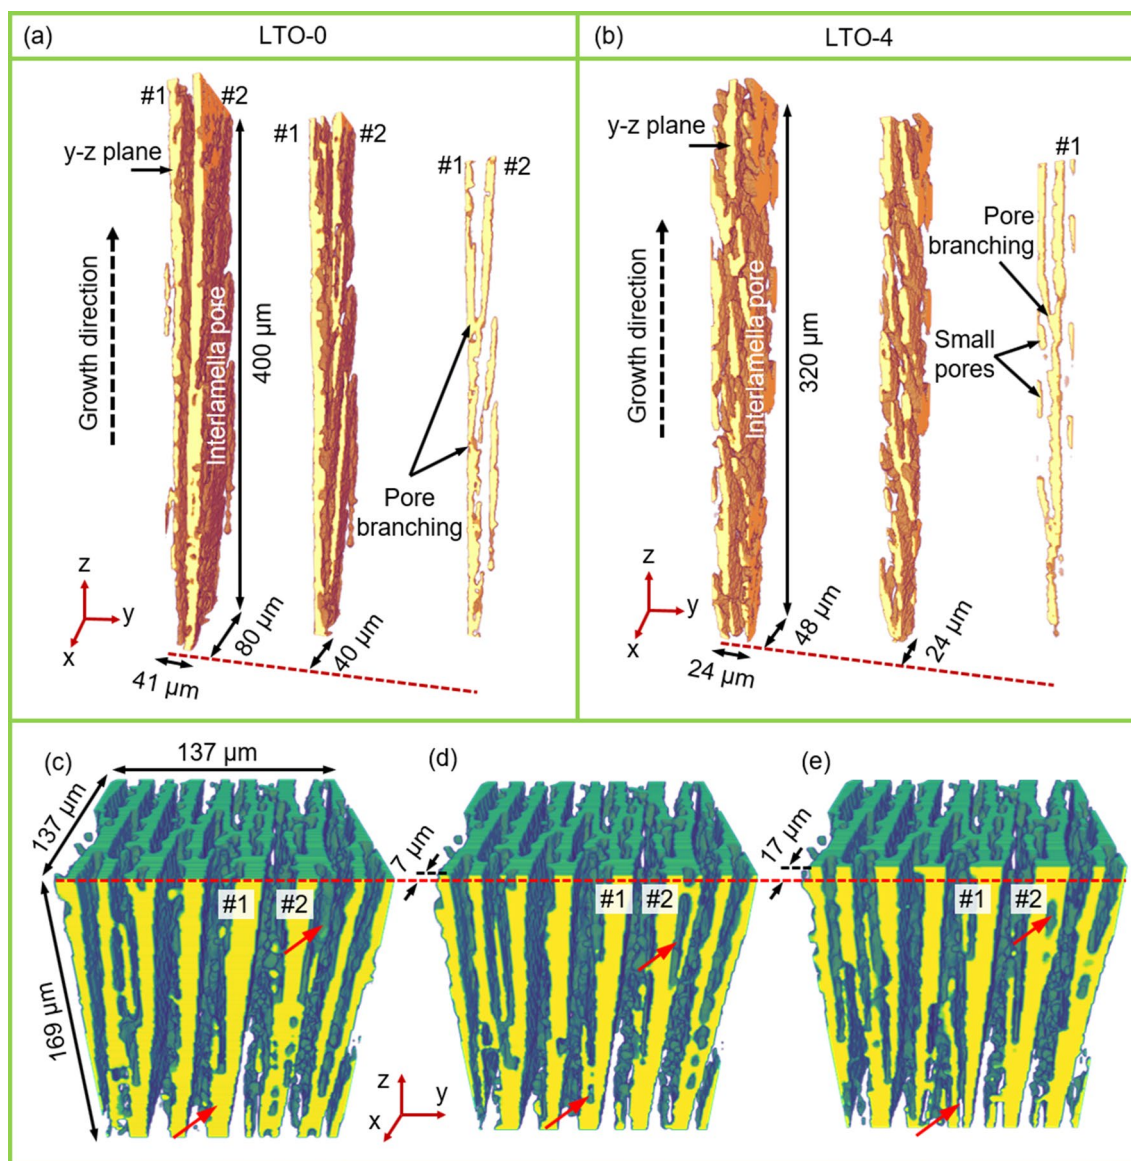 (a)
LTO-0
(b)
LTO-4
#1
#2
#1
#2
#1
#2
y-z plane
Growth direction
Interlamella pore
400 µm
Pore
branching
z
y
x
41 µm
80 µm
40 µm
y-z plane
#1
Pore
branching
Small
pores
Growth direction
Interlamella pore
320 µm
z
y
x
24 µm
48 µm
24 µm
(c)
137 µm
137 µm
169 µm
#1
#2
(d)
7 µm
#1
#2
(e)
17 µm
#1
#2
z
y
x